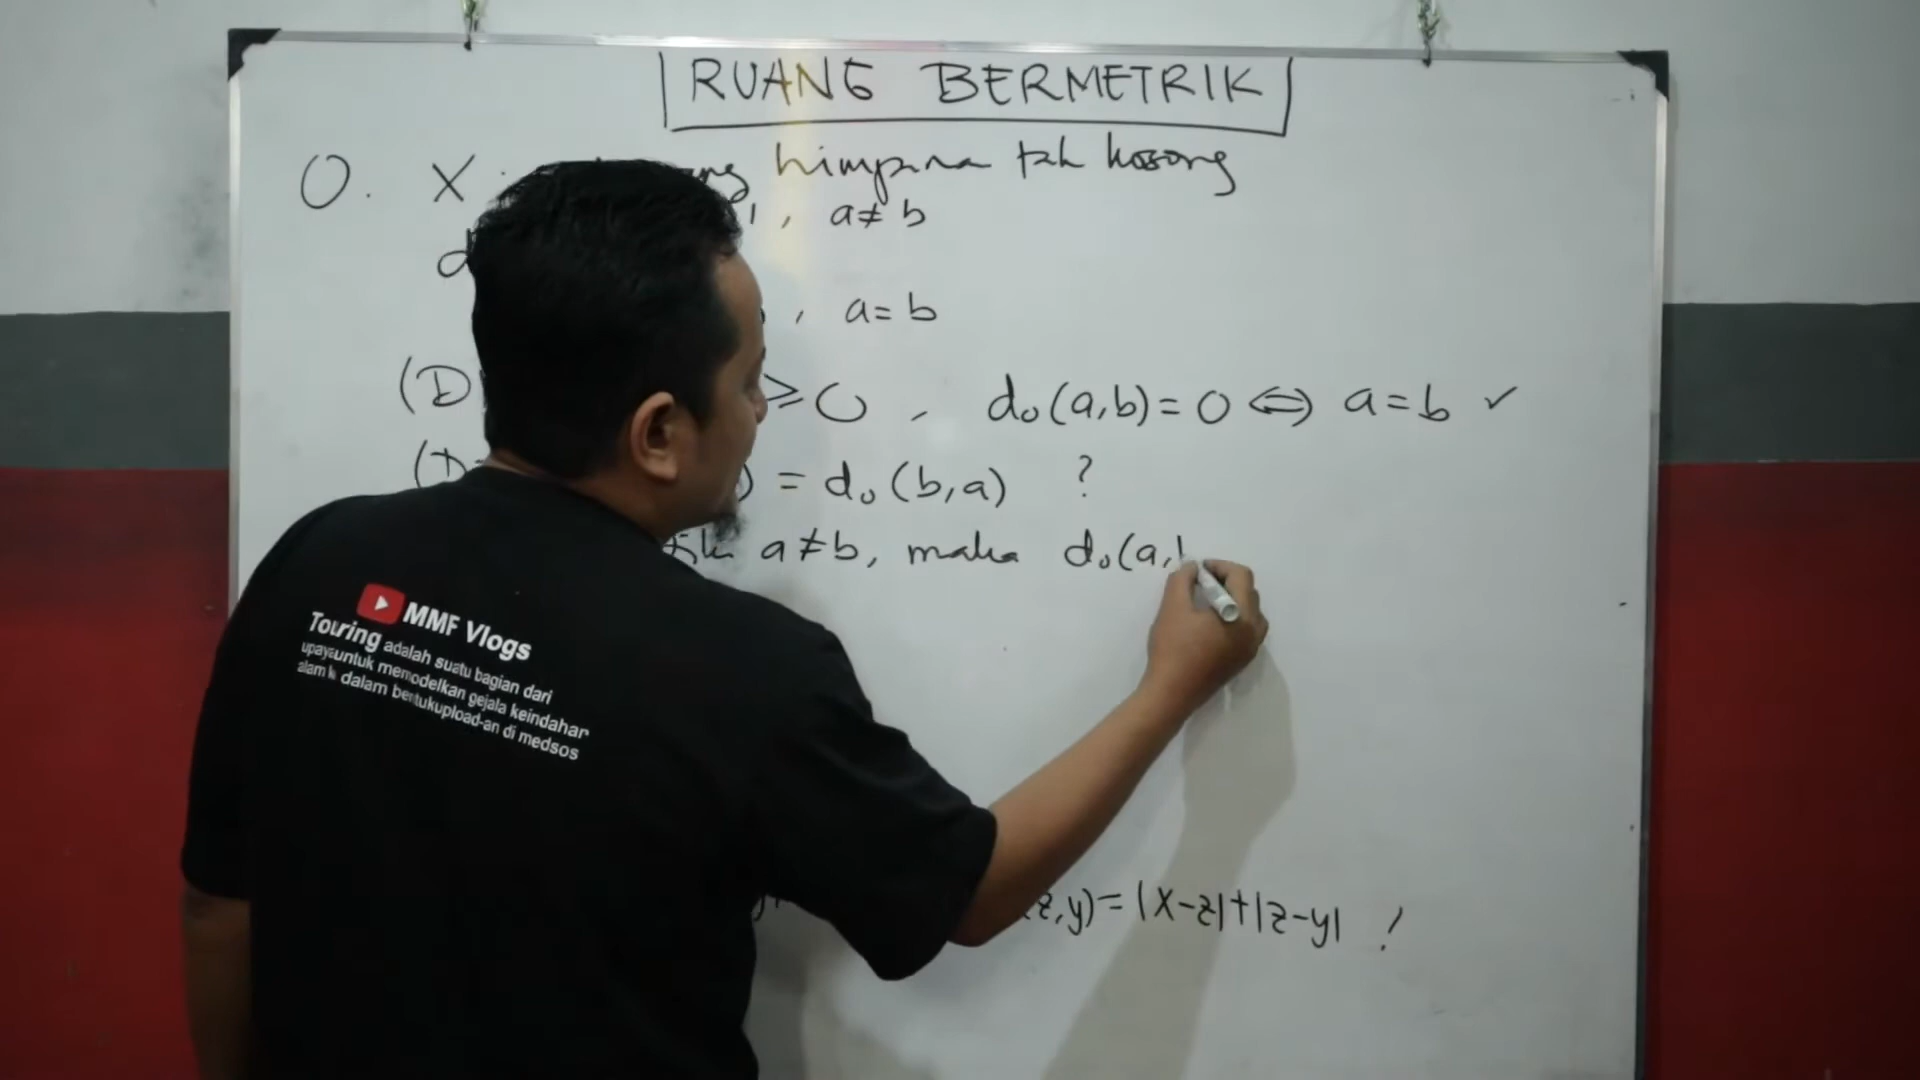 RUANG BERMETRIK
O. X himpuna tak kosong
1, a≠b
d
, a=b
(D ≥ 0, d₀(a,b)=0 ⇔ a=b ✓
(D ) = d₀(b,a) ?
a≠b, maka d₀(a,
(z,y)=|x-z|+|z-y| !
MMF Vlogs
Touring adalah suatu bagian dari
upaya untuk memodelkan gejala keindahan
alam dalam bentuk upload-an di medsos